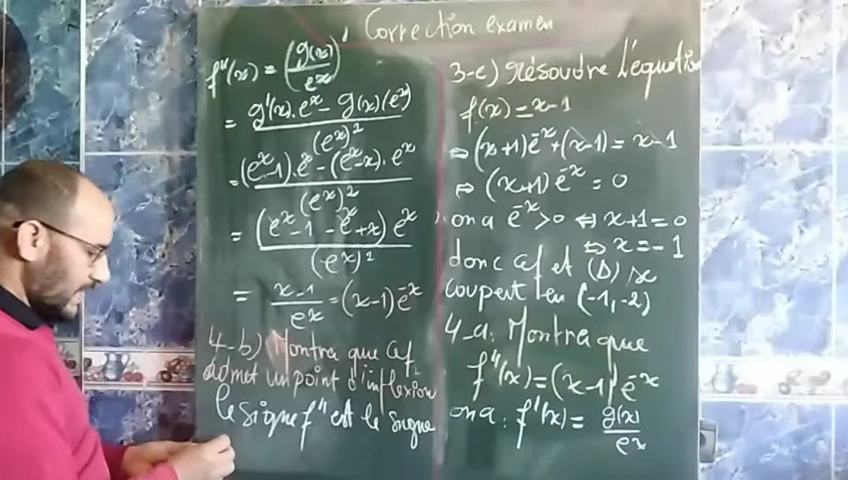 Correction examen
f''(x) = (g(x)/e^x)'
= g'(x).e^x - g(x)(e^x) / (e^x)^2
= (e^x-1).e^x - (e^x-x).e^x / (e^x)^2
= (e^x-1-e^x+x)e^x / (e^x)^2
= x-1/e^x = (x-1)e^-x
4-b) Montra que Cf
admet un point d'inflexion
le signe f'' est le signe
3-c) Résoudre l'équation
f(x) = x-1
⇔ (x+1)e^-x + (x-1) = x-1
⇔ (x+1)e^-x = 0
on a e^-x > 0 ⇔ x+1 = 0
⇔ x = -1
donc Cf et (D) se
coupent en (-1,-2)
4-a: Montra que
f''(x) = (x-1)e^-x
on a: f'(x) = g(x)/e^x